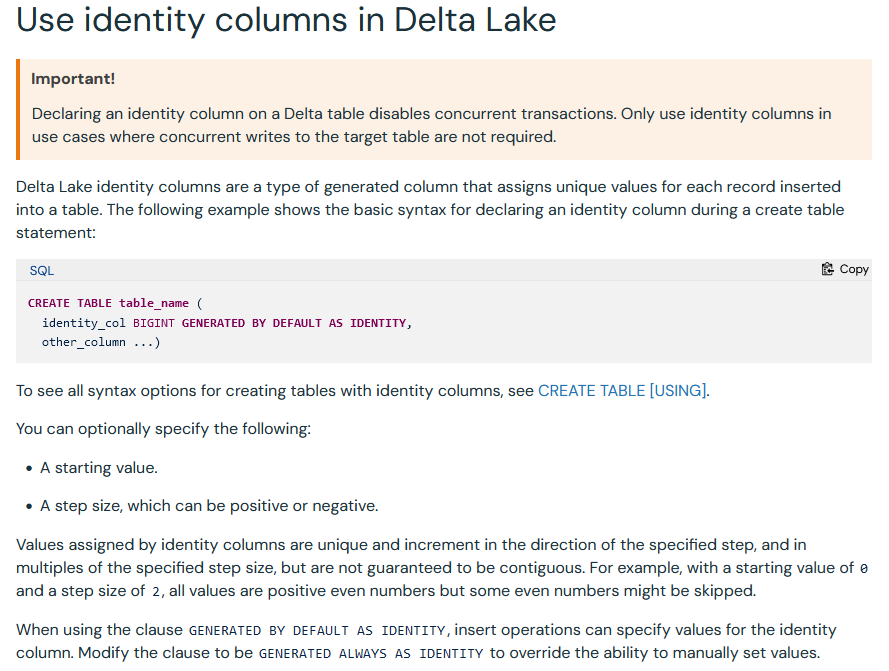 Use identity columns in Delta Lake
Important!
Declaring an identity column on a Delta table disables concurrent transactions. Only use identity columns in
use cases where concurrent writes to the target table are not required.
Delta Lake identity columns are a type of generated column that assigns unique values for each record inserted
into a table. The following example shows the basic syntax for declaring an identity column during a create table
statement:
SQL
Copy
CREATE TABLE table_name (
  identity_col BIGINT GENERATED BY DEFAULT AS IDENTITY,
  other_column ...)
To see all syntax options for creating tables with identity columns, see CREATE TABLE [USING].
You can optionally specify the following:
• A starting value.
• A step size, which can be positive or negative.
Values assigned by identity columns are unique and increment in the direction of the specified step, and in
multiples of the specified step size, but are not guaranteed to be contiguous. For example, with a starting value of 0
and a step size of 2, all values are positive even numbers but some even numbers might be skipped.
When using the clause GENERATED BY DEFAULT AS IDENTITY, insert operations can specify values for the identity
column. Modify the clause to be GENERATED ALWAYS AS IDENTITY to override the ability to manually set values.